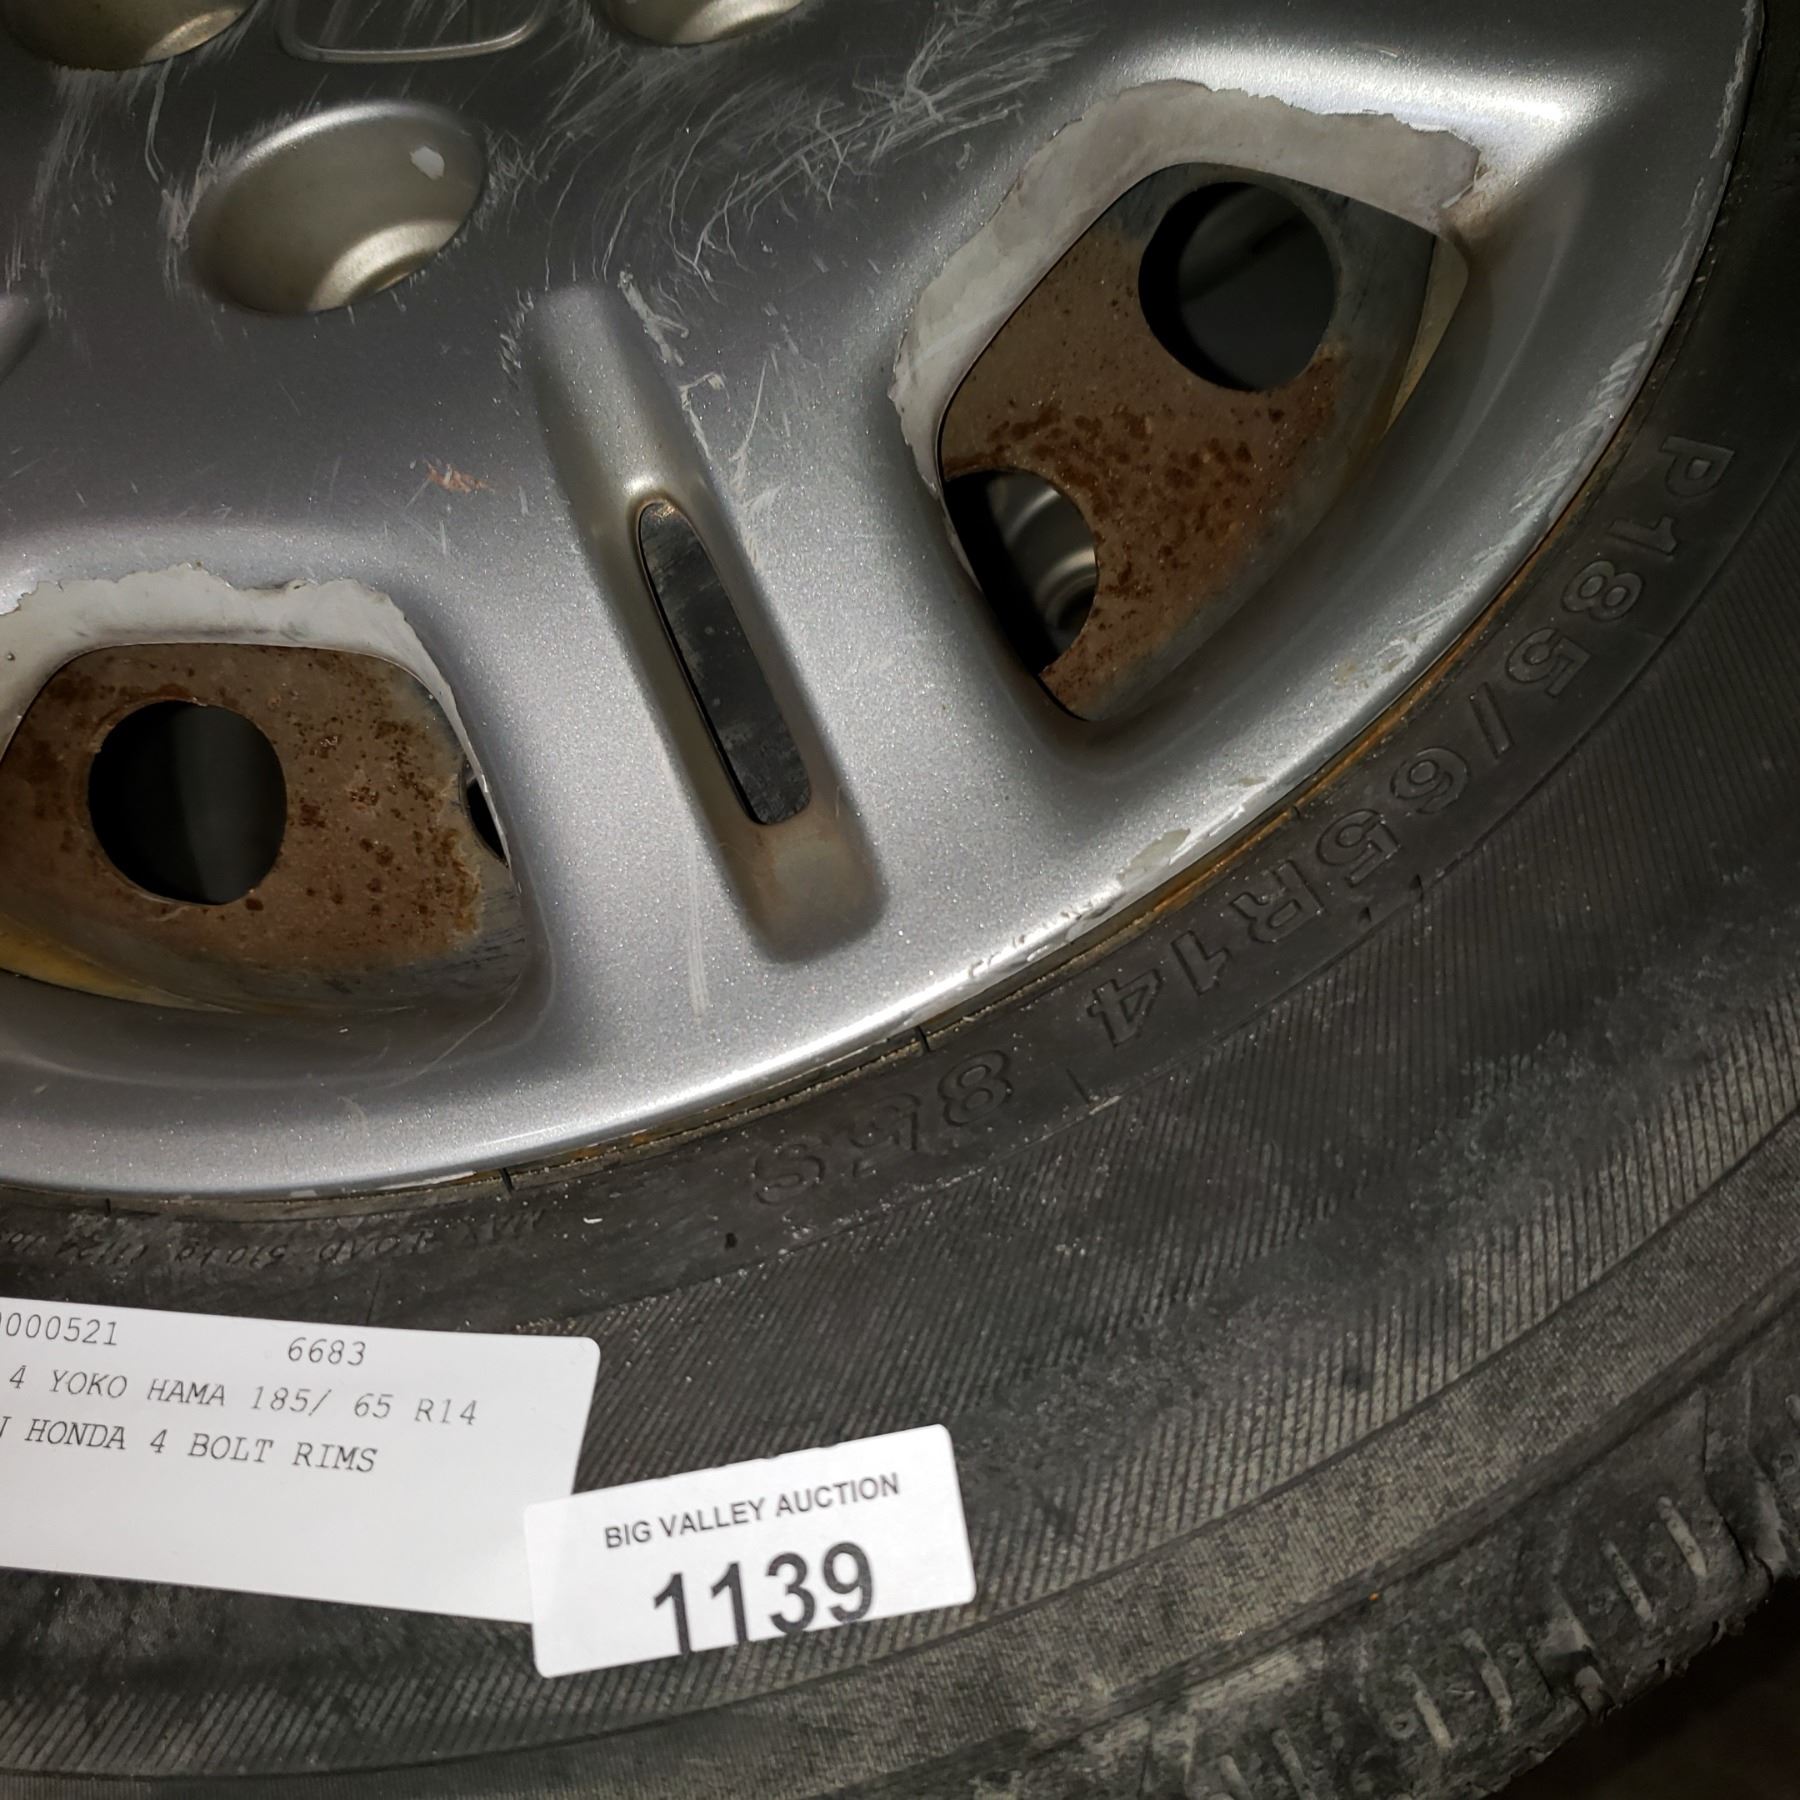 P185/65R14
85S
0000521 6683
4 YOKO HAMA 185/ 65 R14
N HONDA 4 BOLT RIMS
BIG VALLEY AUCTION
1139